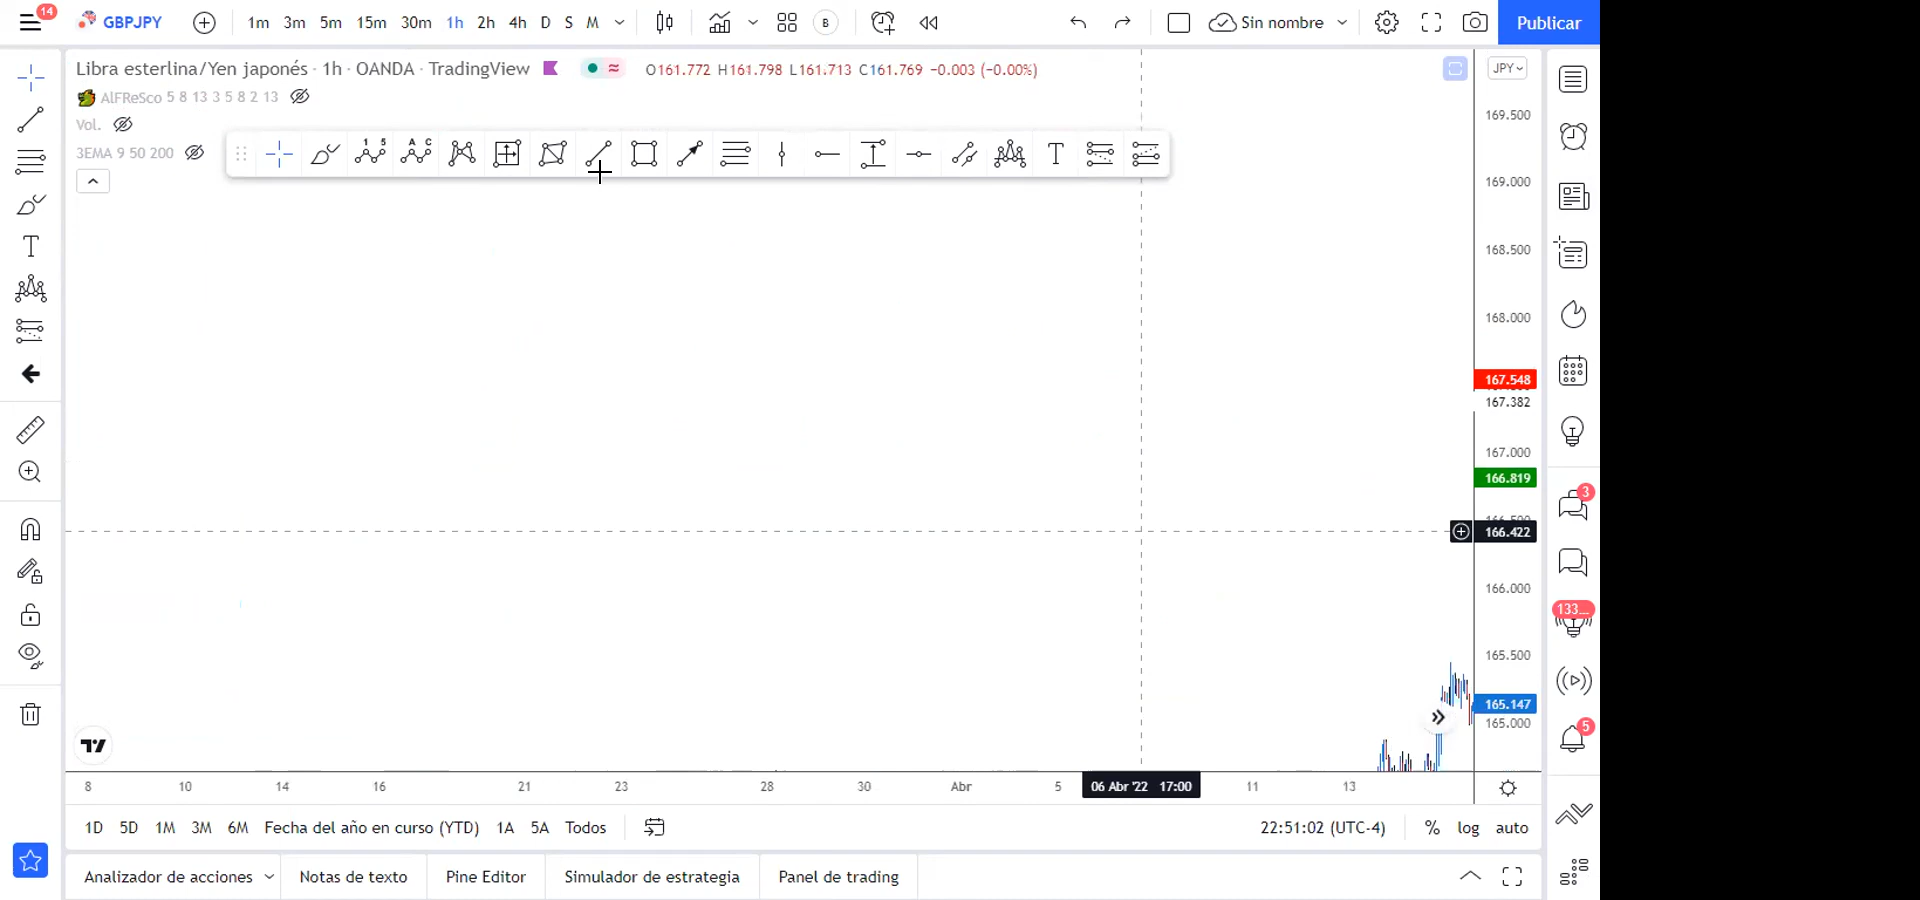 14
GBPJPY
1m 3m 5m 15m 30m 1h 2h 4h D S M
B
Sin nombre
Publicar
Libra esterlina/Yen japonés · 1h · OANDA · TradingView
O161.772 H161.798 L161.713 C161.769 −0.003 (−0.00%)
JPY
AlFReSco 5 8 13 3 5 8 2 13
Vol.
3EMA 9 50 200
1 5
A C
T
T
169.500
169.000
168.500
168.000
167.548
167.382
167.000
166.819
166.422
166.000
165.500
165.147
165.000
3
133...
5
8 10 14 16 21 23 28 30 Abr 5 06 Abr '22 17:00 11 13
1D 5D 1M 3M 6M Fecha del año en curso (YTD) 1A 5A Todos
22:51:02 (UTC-4) % log auto
Analizador de acciones Notas de texto Pine Editor Simulador de estrategia Panel de trading